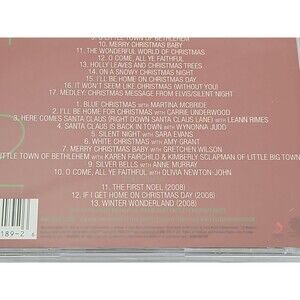 O LITTLE TOWN OF BETHLEHEM
10. MERRY CHRISTMAS BABY
11. THE WONDERFUL WORLD OF CHRISTMAS
12. O COME, ALL YE FAITHFUL
13. HOLLY LEAVES AND CHRISTMAS TREES
14. ON A SNOWY CHRISTMAS NIGHT
15. I'LL BE HOME ON CHRISTMAS DAY
16. IT WON'T SEEM LIKE CHRISTMAS (WITHOUT YOU)
17. MEDLEY: CHRISTMAS MESSAGE FROM ELVIS/SILENT NIGHT
2
1. BLUE CHRISTMAS WITH MARTINA MCBRIDE
2. I'LL BE HOME FOR CHRISTMAS WITH CARRIE UNDERWOOD
3. HERE COMES SANTA CLAUS (RIGHT DOWN SANTA CLAUS LANE) WITH LEANN RIMES
4. SANTA CLAUS IS BACK IN TOWN WITH WYNONNA JUDD
5. SILENT NIGHT WITH SARA EVANS
6. WHITE CHRISTMAS WITH AMY GRANT
7. MERRY CHRISTMAS BABY WITH GRETCHEN WILSON
LITTLE TOWN OF BETHLEHEM WITH KAREN FAIRCHILD & KIMBERLY SCLAPMAN OF LITTLE BIG TOWN
9. SILVER BELLS WITH ANNE MURRAY
10. O COME, ALL YE FAITHFUL WITH OLIVIA NEWTON-JOHN
11. THE FIRST NOEL (2008)
12. IF I GET HOME ON CHRISTMAS DAY (2008)
13. WINTER WONDERLAND (2008)
189-2 6